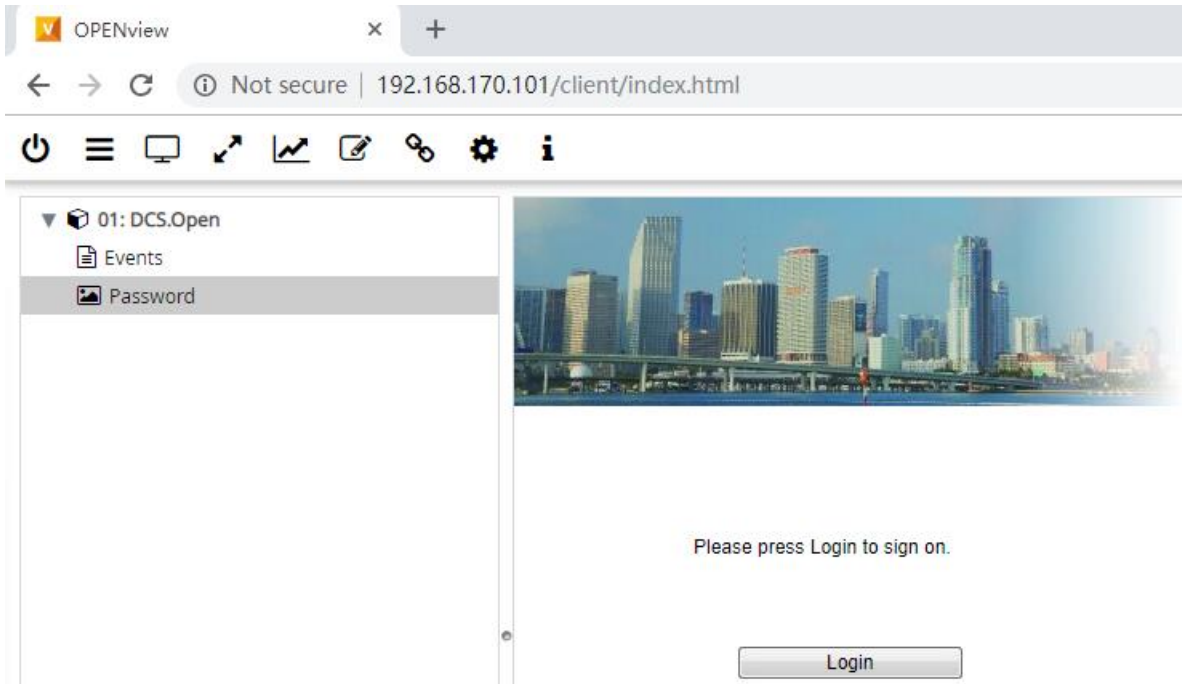 OPENview
Not secure | 192.168.170.101/client/index.html
01: DCS.Open
Events
Password
Please press Login to sign on.
Login